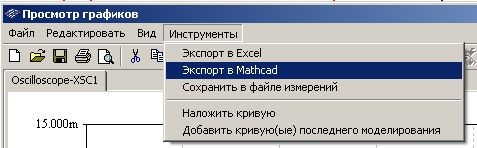 Просмотр графиков
Файл Редактировать Вид Инструменты
Экспорт в Excel
Oscilloscope-XSC1
Экспорт в Mathcad
Сохранить в файле измерений
Наложить кривую
15.000m
Добавить кривую(ые) последнего моделирования